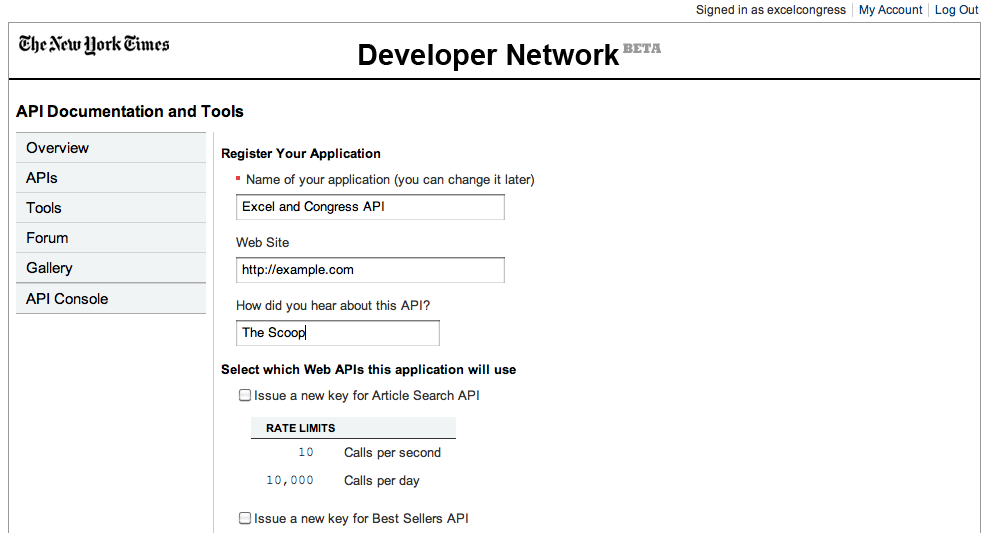 Signed in as excelcongress | My Account | Log Out
The New York Times
Developer Network BETA
API Documentation and Tools
Overview
APIs
Tools
Forum
Gallery
API Console
Register Your Application
Name of your application (you can change it later)
Excel and Congress API
Web Site
http://example.com
How did you hear about this API?
The Scoop
Select which Web APIs this application will use
Issue a new key for Article Search API
RATE LIMITS
10 Calls per second
10,000 Calls per day
Issue a new key for Best Sellers API